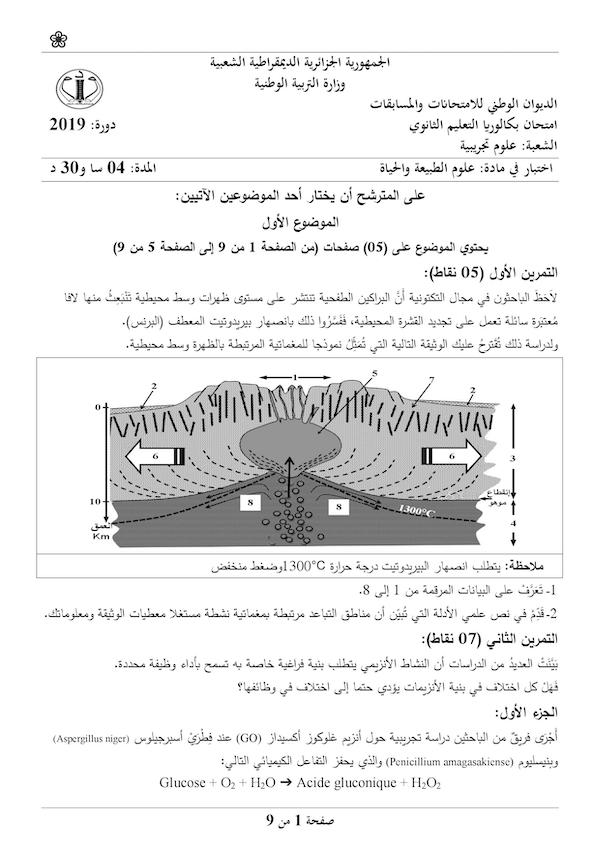 الجمهورية الجزائرية الديمقراطية الشعبية
وزارة التربية الوطنية
الديوان الوطني للامتحانات والمسابقات
امتحان بكالوريا التعليم الثانوي دورة: 2019
الشعبة: علوم تجريبية
اختبار في مادة: علوم الطبيعة والحياة المدة: 04 سا و30 د
على المترشح أن يختار أحد الموضوعين الآتيين:
الموضوع الأول
يحتوي الموضوع على (05) صفحات (من الصفحة 1 من 9 إلى الصفحة 5 من 9)
التمرين الأول (05 نقاط):
لاَحَظَ الباحثون في مجال التكتونية أنَّ البراكين الطفحية تنتشر على مستوى ظهرات وسط محيطية تَنْبَعِثُ منها لافا
مُعتبَرة سائلة تعمل على تجديد القشرة المحيطية، فَفَسَّرُوا ذلك بانصهار بيريدوتيت المعطف (البرنس).
ولدراسة ذلك تُقترحُ عليك الوثيقة التالية التي تُمَثِّلُ نموذجا للمغماتية المرتبطة بالظهرة وسط محيطية.
1
5
7
2
2
0
6
6
3
انقطاع
موهو
10
8
8
1300°C
4
عمق
Km
ملاحظة: يتطلب انصهار البيريدوتيت درجة حرارة 1300°C وضغط منخفض
1- تَعَرَّفْ على البيانات المرقمة من 1 إلى 8.
2- قَدِّمْ في نص علمي الأدلة التي تُبيّن أن مناطق التباعد مرتبطة بمغماتية نشطة مستغلا معطيات الوثيقة ومعلوماتك.
التمرين الثاني (07 نقاط):
بَيَّنَتْ العديدُ من الدراسات أن النشاط الأنزيمي يتطلب بنية فراغية خاصة به تسمح بأداء وظيفة محددة.
فَهَلْ كل اختلاف في بنية الأنزيمات يؤدي حتما إلى اختلاف في وظائفها؟
الجزء الأول:
أَجْرَى فريقٌ من الباحثين دراسة تجريبية حول أنزيم غلوكوز أكسيداز (GO) عند فِطْرَيْ أسبرجيلوس (Aspergillus niger)
وبنيسليوم (Penicillium amagasakiense) والذي يحفز التفاعل الكيميائي التالي:
Glucose + O2 + H2O ➔ Acide gluconique + H2O2
صفحة 1 من 9